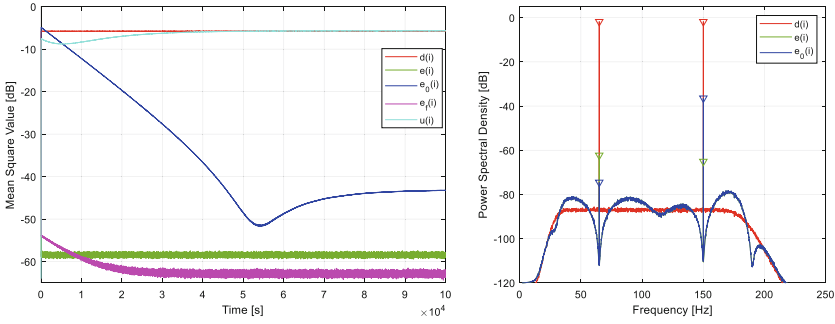 Mean Square Value [dB]
0
-10
-20
-30
-40
-50
-60
d(i)
e(i)
e0(i)
ef(i)
u(i)
0 1 2 3 4 5 6 7 8 9 10
Time [s]
×10^4
Power Spectral Density [dB]
0
-20
-40
-60
-80
-100
-120
d(i)
e(i)
e0(i)
0 50 100 150 200 250
Frequency [Hz]